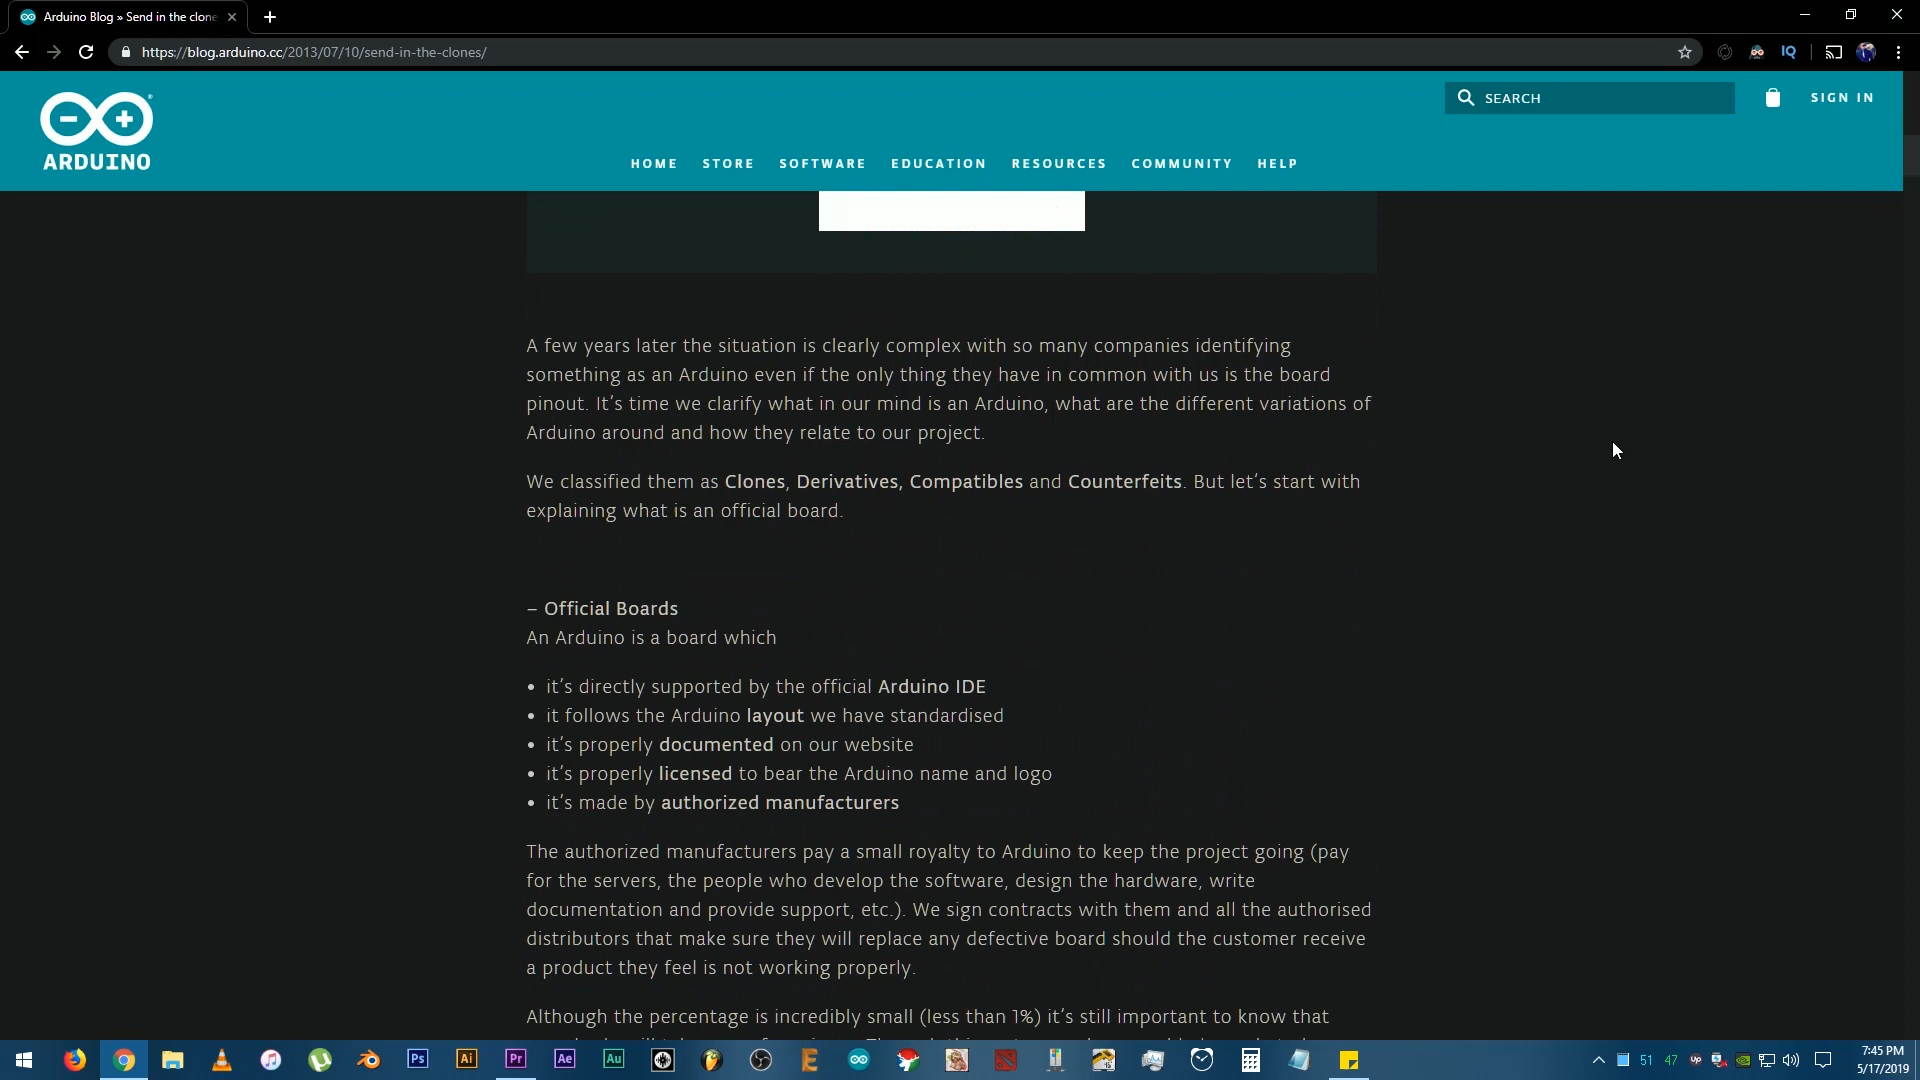 Arduino Blog » Send in the clone
https://blog.arduino.cc/2013/07/10/send-in-the-clones/
IQ
SEARCH
SIGN IN
ARDUINO
HOME STORE SOFTWARE EDUCATION RESOURCES COMMUNITY HELP
A few years later the situation is clearly complex with so many companies identifying
something as an Arduino even if the only thing they have in common with us is the board
pinout. It’s time we clarify what in our mind is an Arduino, what are the different variations of
Arduino around and how they relate to our project.
We classified them as Clones, Derivatives, Compatibles and Counterfeits. But let’s start with
explaining what is an official board.
– Official Boards
An Arduino is a board which
• it’s directly supported by the official Arduino IDE
• it follows the Arduino layout we have standardised
• it’s properly documented on our website
• it’s properly licensed to bear the Arduino name and logo
• it’s made by authorized manufacturers
The authorized manufacturers pay a small royalty to Arduino to keep the project going (pay
for the servers, the people who develop the software, design the hardware, write
documentation and provide support, etc.). We sign contracts with them and all the authorised
distributors that make sure they will replace any defective board should the customer receive
a product they feel is not working properly.
Although the percentage is incredibly small (less than 1%) it’s still important to know that
Ps Ai Pr Ae Au
51 47
7:45 PM
5/17/2019